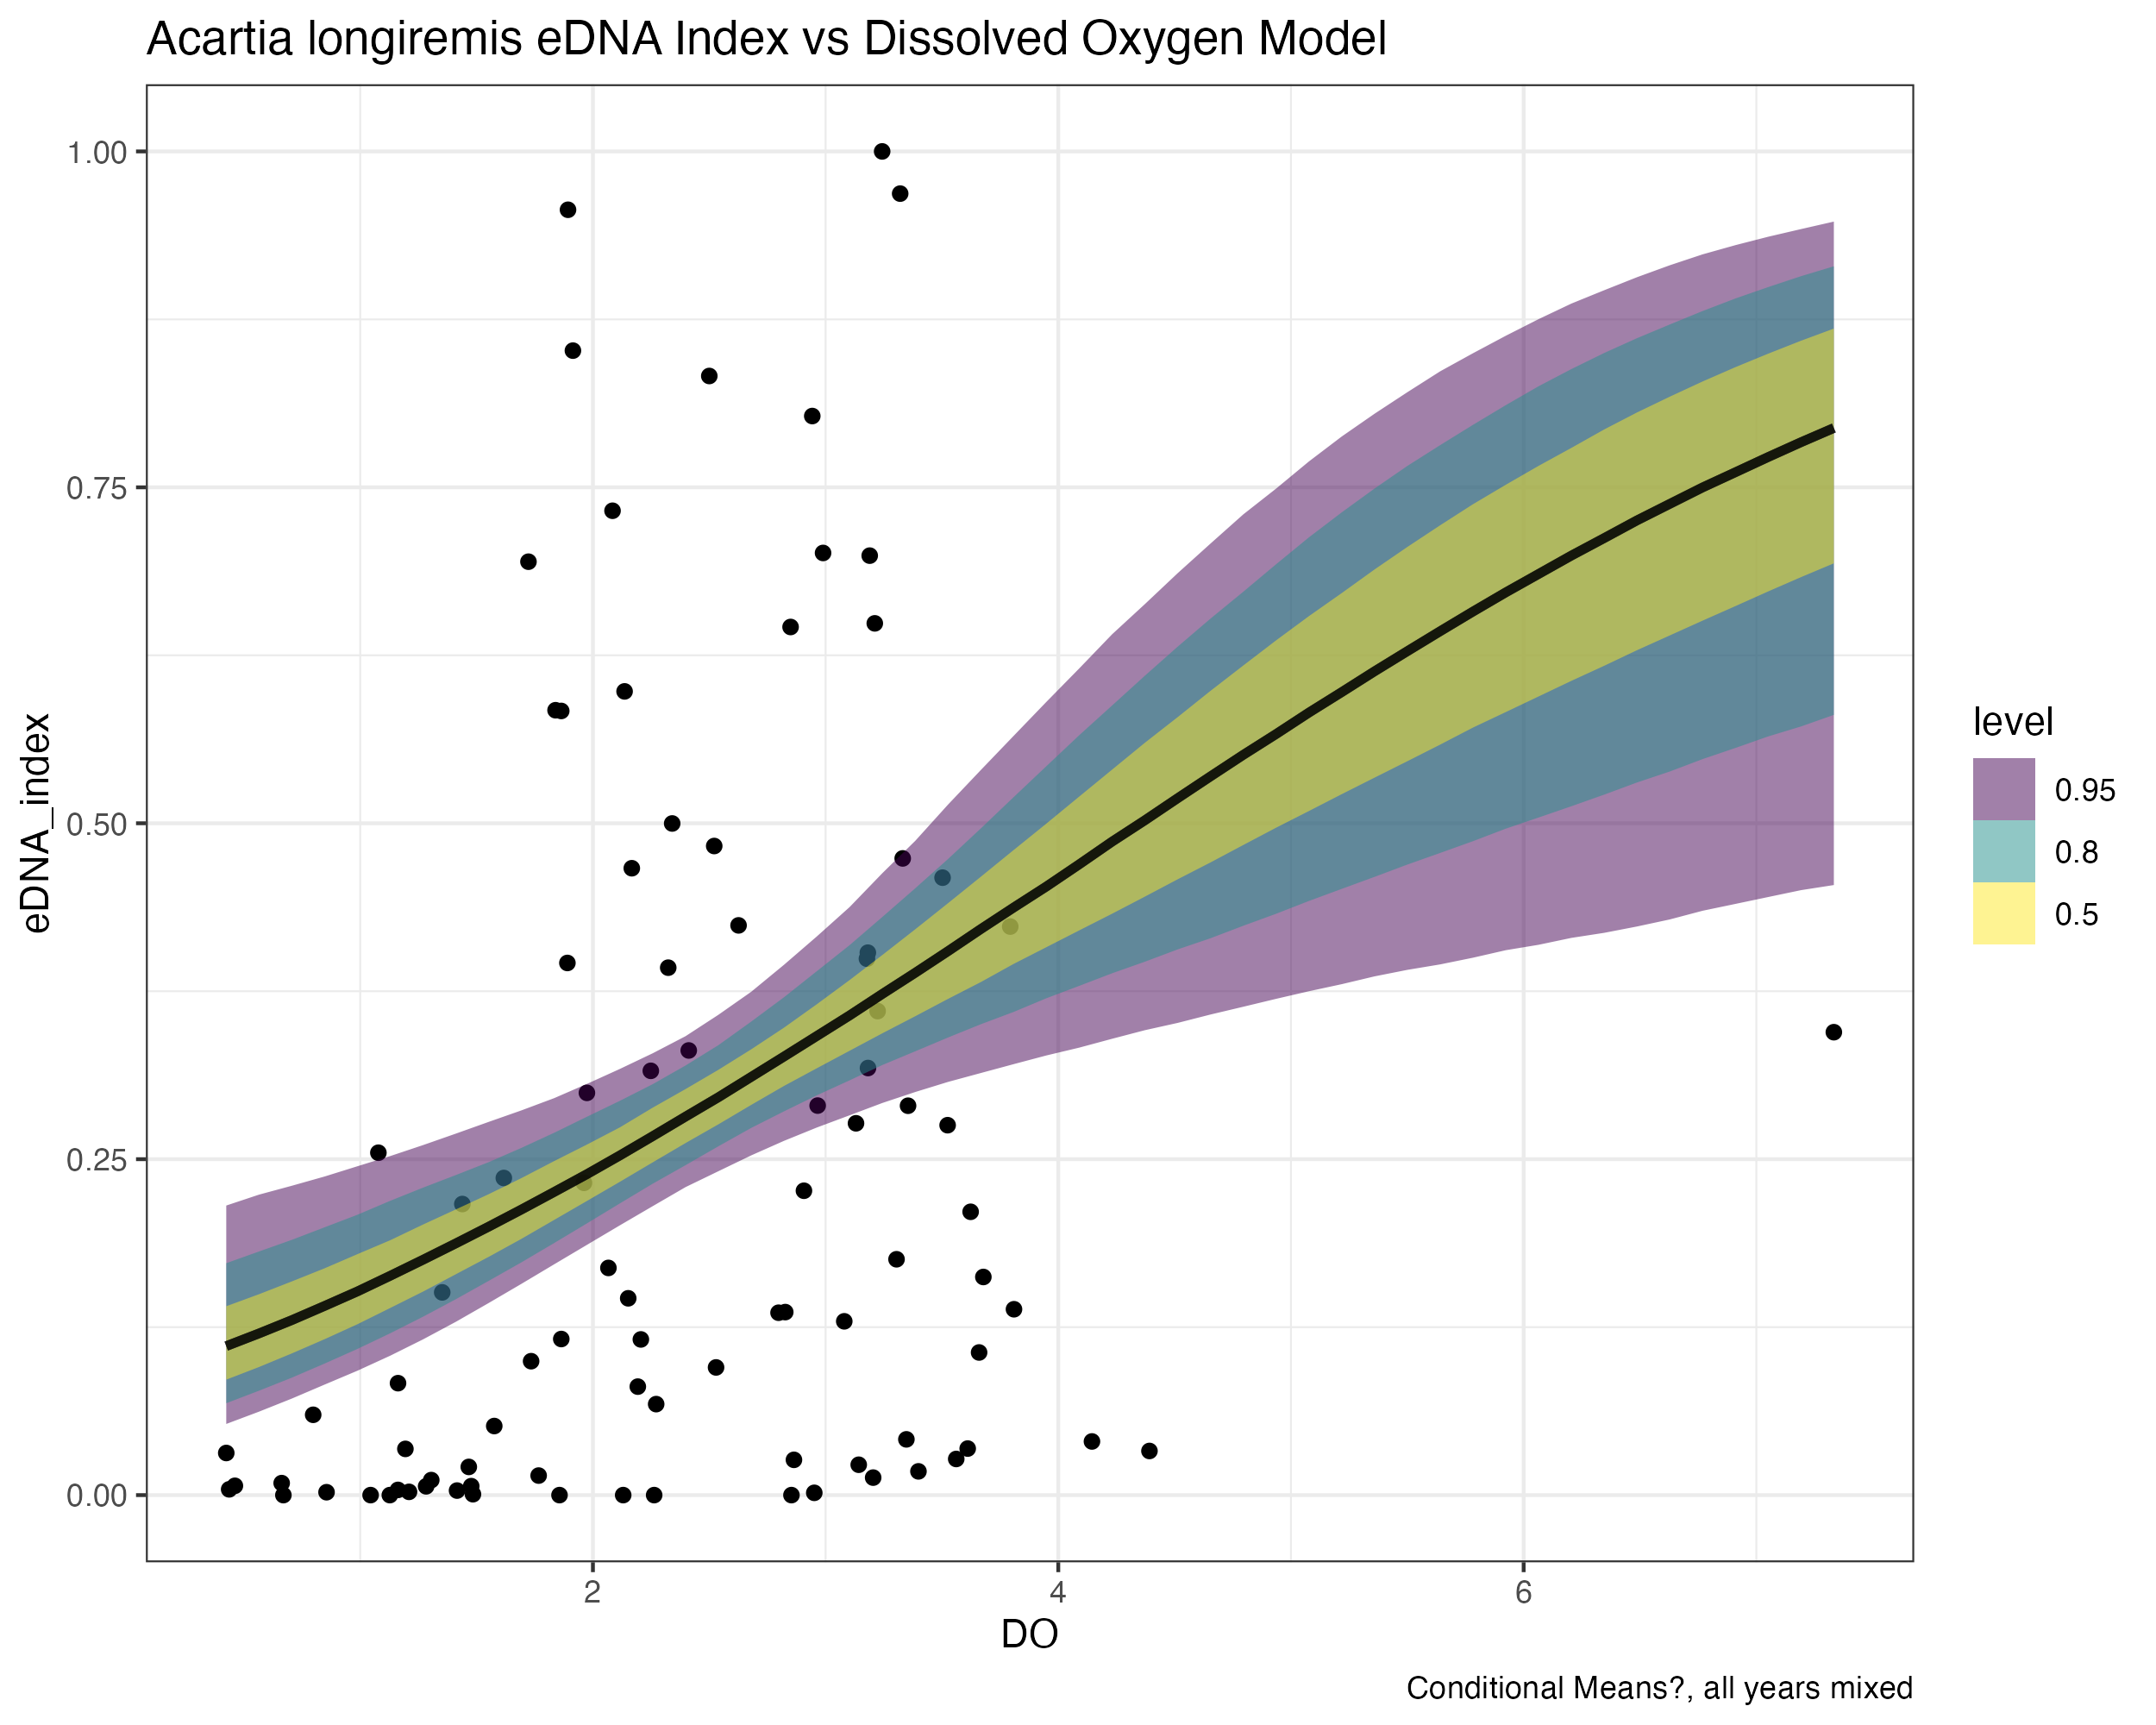 Acartia longiremis eDNA Index vs Dissolved Oxygen Model
1.00
0.75
0.50
0.25
0.00
eDNA_index
2
4
6
DO
level
0.95
0.8
0.5
Conditional Means?, all years mixed